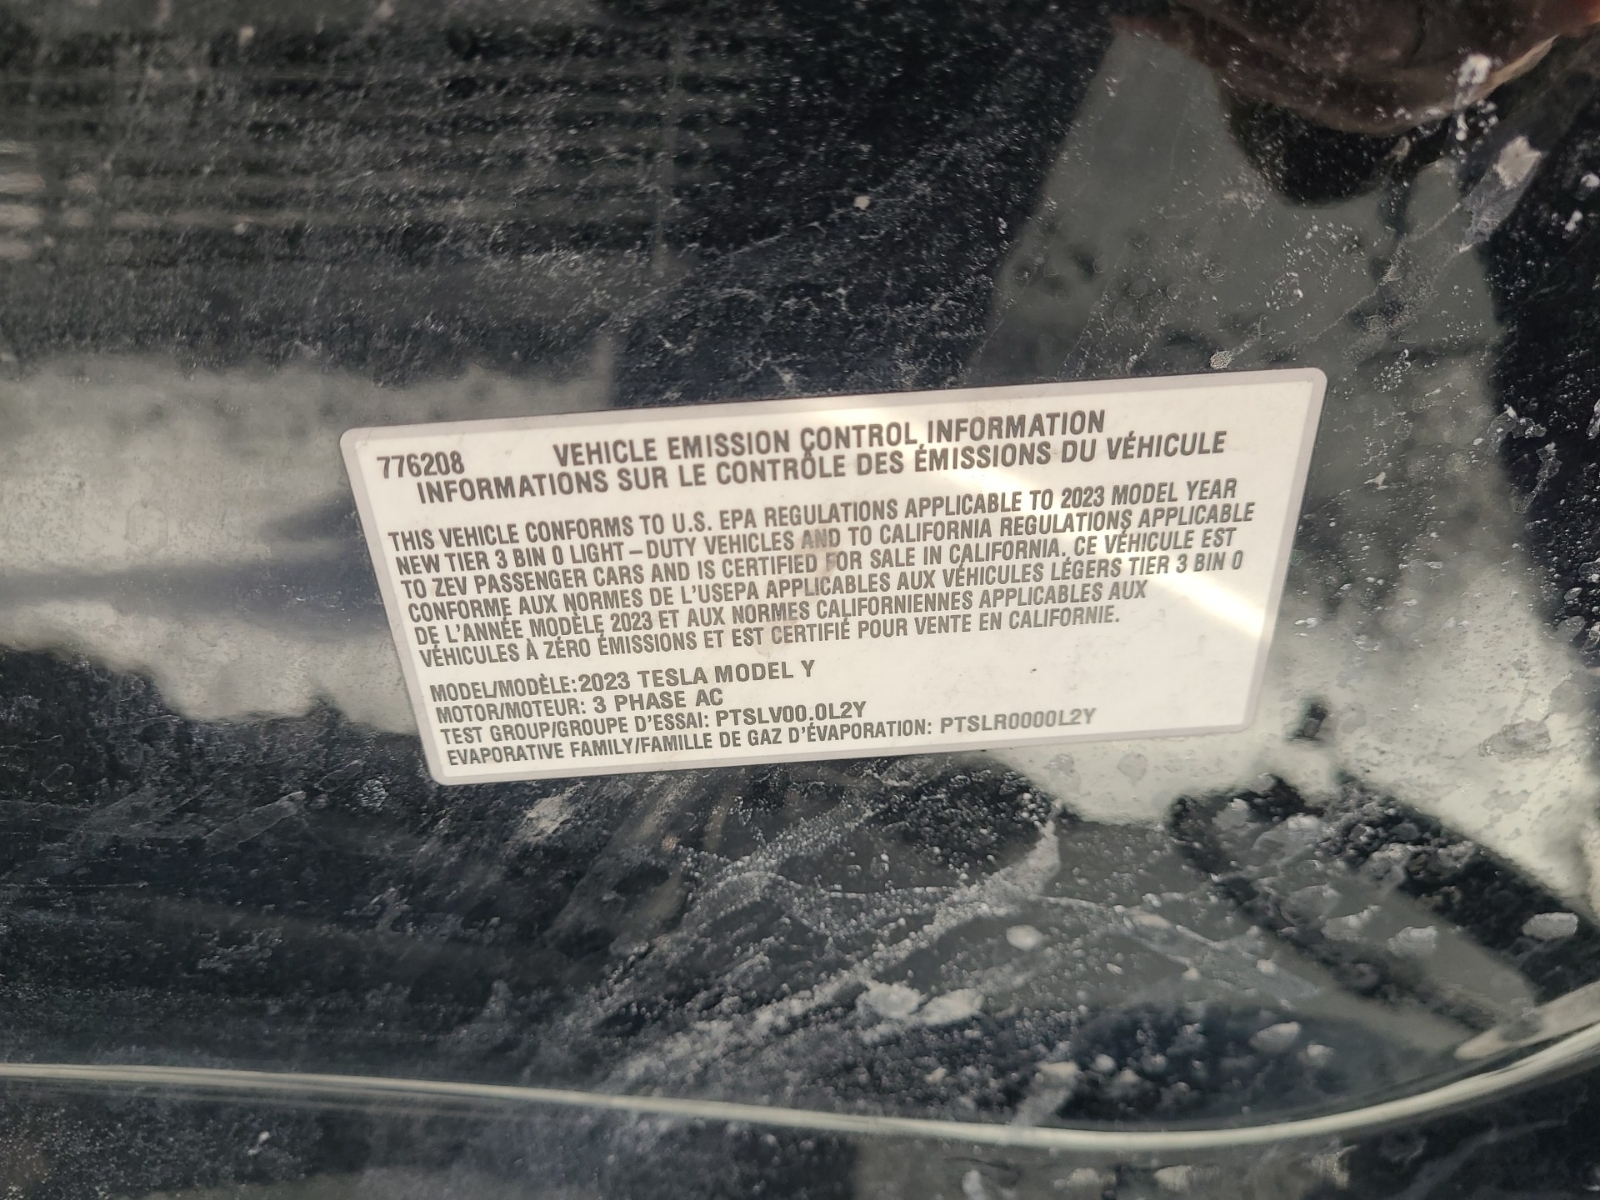 776208
VEHICLE EMISSION CONTROL INFORMATION
INFORMATIONS SUR LE CONTRÔLE DES ÉMISSIONS DU VÉHICULE
THIS VEHICLE CONFORMS TO U.S. EPA REGULATIONS APPLICABLE TO 2023 MODEL YEAR
NEW TIER 3 BIN 0 LIGHT–DUTY VEHICLES AND TO CALIFORNIA REGULATIONS APPLICABLE
TO ZEV PASSENGER CARS AND IS CERTIFIED FOR SALE IN CALIFORNIA. CE VÉHICULE EST
CONFORME AUX NORMES DE L'USEPA APPLICABLES AUX VÉHICULES LÉGERS TIER 3 BIN 0
DE L'ANNÉE MODÈLE 2023 ET AUX NORMES CALIFORNIENNES APPLICABLES AUX
VÉHICULES À ZÉRO ÉMISSIONS ET EST CERTIFIÉ POUR VENTE EN CALIFORNIE.
MODEL/MODÈLE: 2023 TESLA MODEL Y
MOTOR/MOTEUR: 3 PHASE AC
TEST GROUP/GROUPE D'ESSAI: PTSLV00.0L2Y
EVAPORATIVE FAMILY/FAMILLE DE GAZ D'ÉVAPORATION: PTSLR0000L2Y